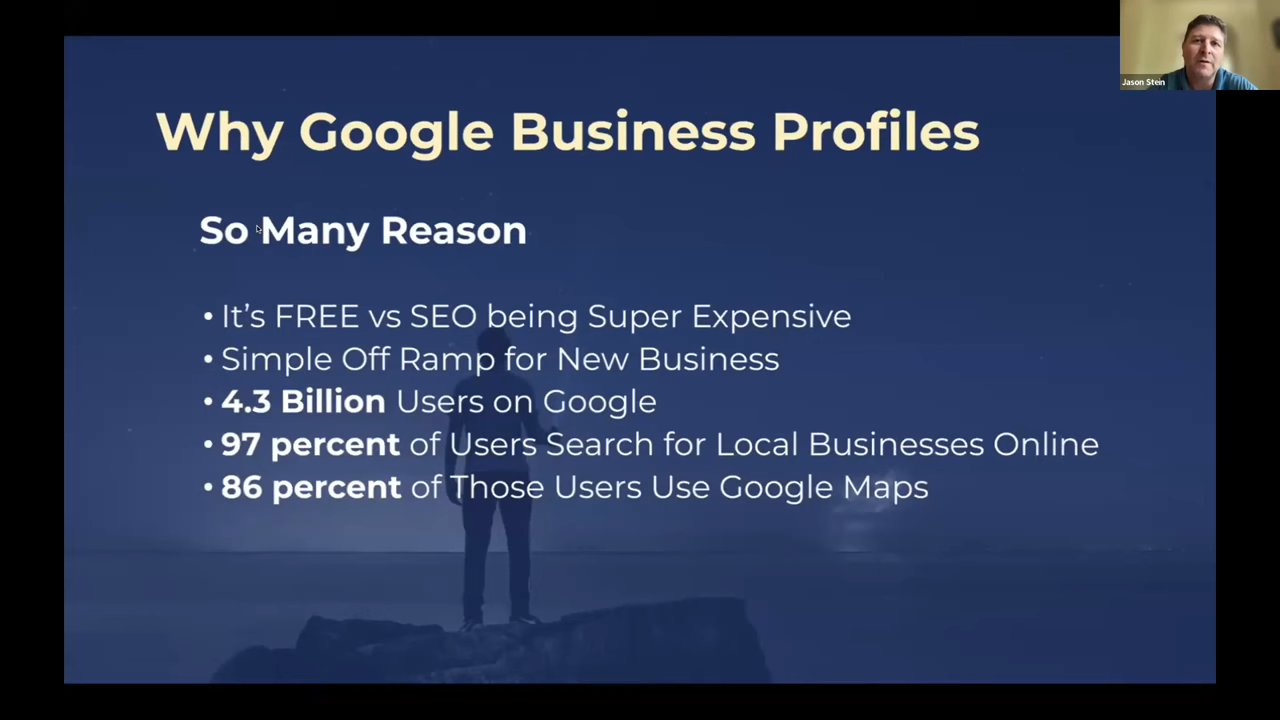 Why Google Business Profiles
So Many Reason
• It’s FREE vs SEO being Super Expensive
• Simple Off Ramp for New Business
• 4.3 Billion Users on Google
• 97 percent of Users Search for Local Businesses Online
• 86 percent of Those Users Use Google Maps
Jason Stein